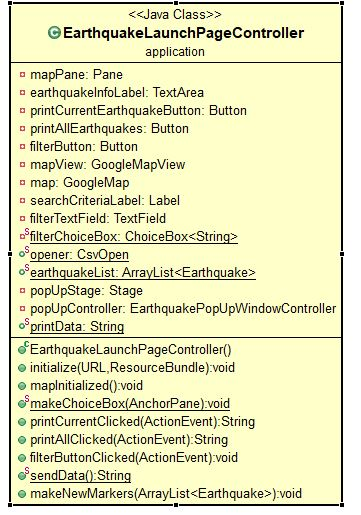 <<Java Class>>
EarthquakeLaunchPageController
application
mapPane: Pane
earthquakeInfoLabel: TextArea
printCurrentEarthquakeButton: Button
printAllEarthquakes: Button
filterButton: Button
mapView: GoogleMapView
map: GoogleMap
searchCriteriaLabel: Label
filterTextField: TextField
filterChoiceBox: ChoiceBox<String>
opener: CsvOpen
earthquakeList: ArrayList<Earthquake>
popUpStage: Stage
popUpController: EarthquakePopUpWindowController
printData: String
EarthquakeLaunchPageController()
initialize(URL,ResourceBundle):void
mapInitialized():void
makeChoiceBox(AnchorPane):void
printCurrentClicked(ActionEvent):String
printAllClicked(ActionEvent):String
filterButtonClicked(ActionEvent):void
sendData():String
makeNewMarkers(ArrayList<Earthquake>):void